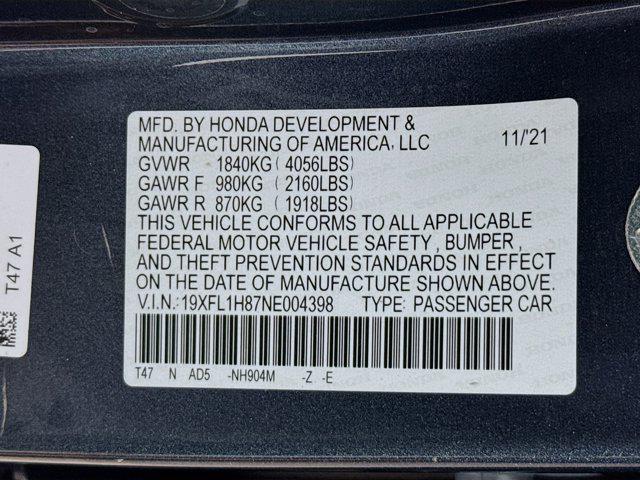 MFD. BY HONDA DEVELOPMENT &
MANUFACTURING OF AMERICA, LLC 11/'21
GVWR 1840KG ( 4056LBS)
GAWR F 980KG ( 2160LBS)
GAWR R 870KG ( 1918LBS)
THIS VEHICLE CONFORMS TO ALL APPLICABLE
FEDERAL MOTOR VEHICLE SAFETY , BUMPER ,
AND THEFT PREVENTION STANDARDS IN EFFECT
ON THE DATE OF MANUFACTURE SHOWN ABOVE.
V.I.N.:19XFL1H87NE004398 TYPE: PASSENGER CAR
T47 N AD5 -NH904M -Z -E
T47 A1